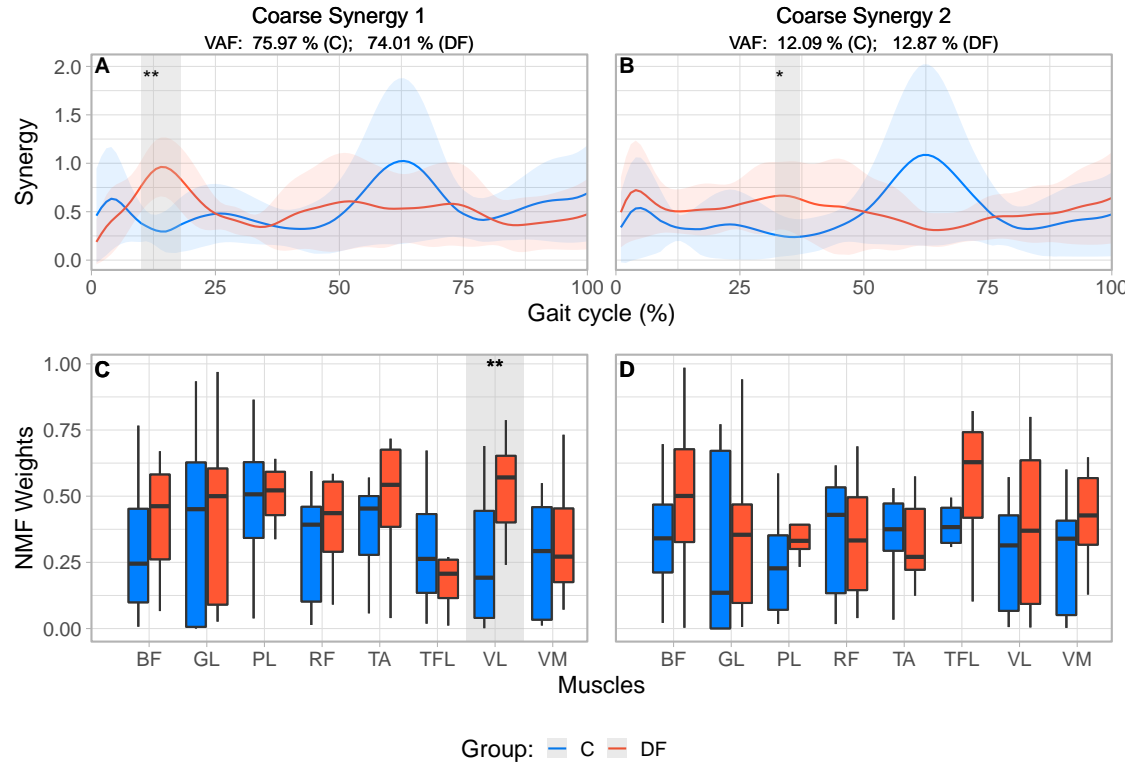 Coarse Synergy 1 Coarse Synergy 2
VAF: 75.97 % (C); 74.01 % (DF) VAF: 12.09 % (C); 12.87 % (DF)
A ** B *
2.0
1.5
1.0
0.5
0.0
Synergy
0 25 50 75 100 0 25 50 75 100
Gait cycle (%)
C ** D
1.00
0.75
0.50
0.25
0.00
NMF Weights
BF GL PL RF TA TFL VL VM BF GL PL RF TA TFL VL VM
Muscles
Group: C DF